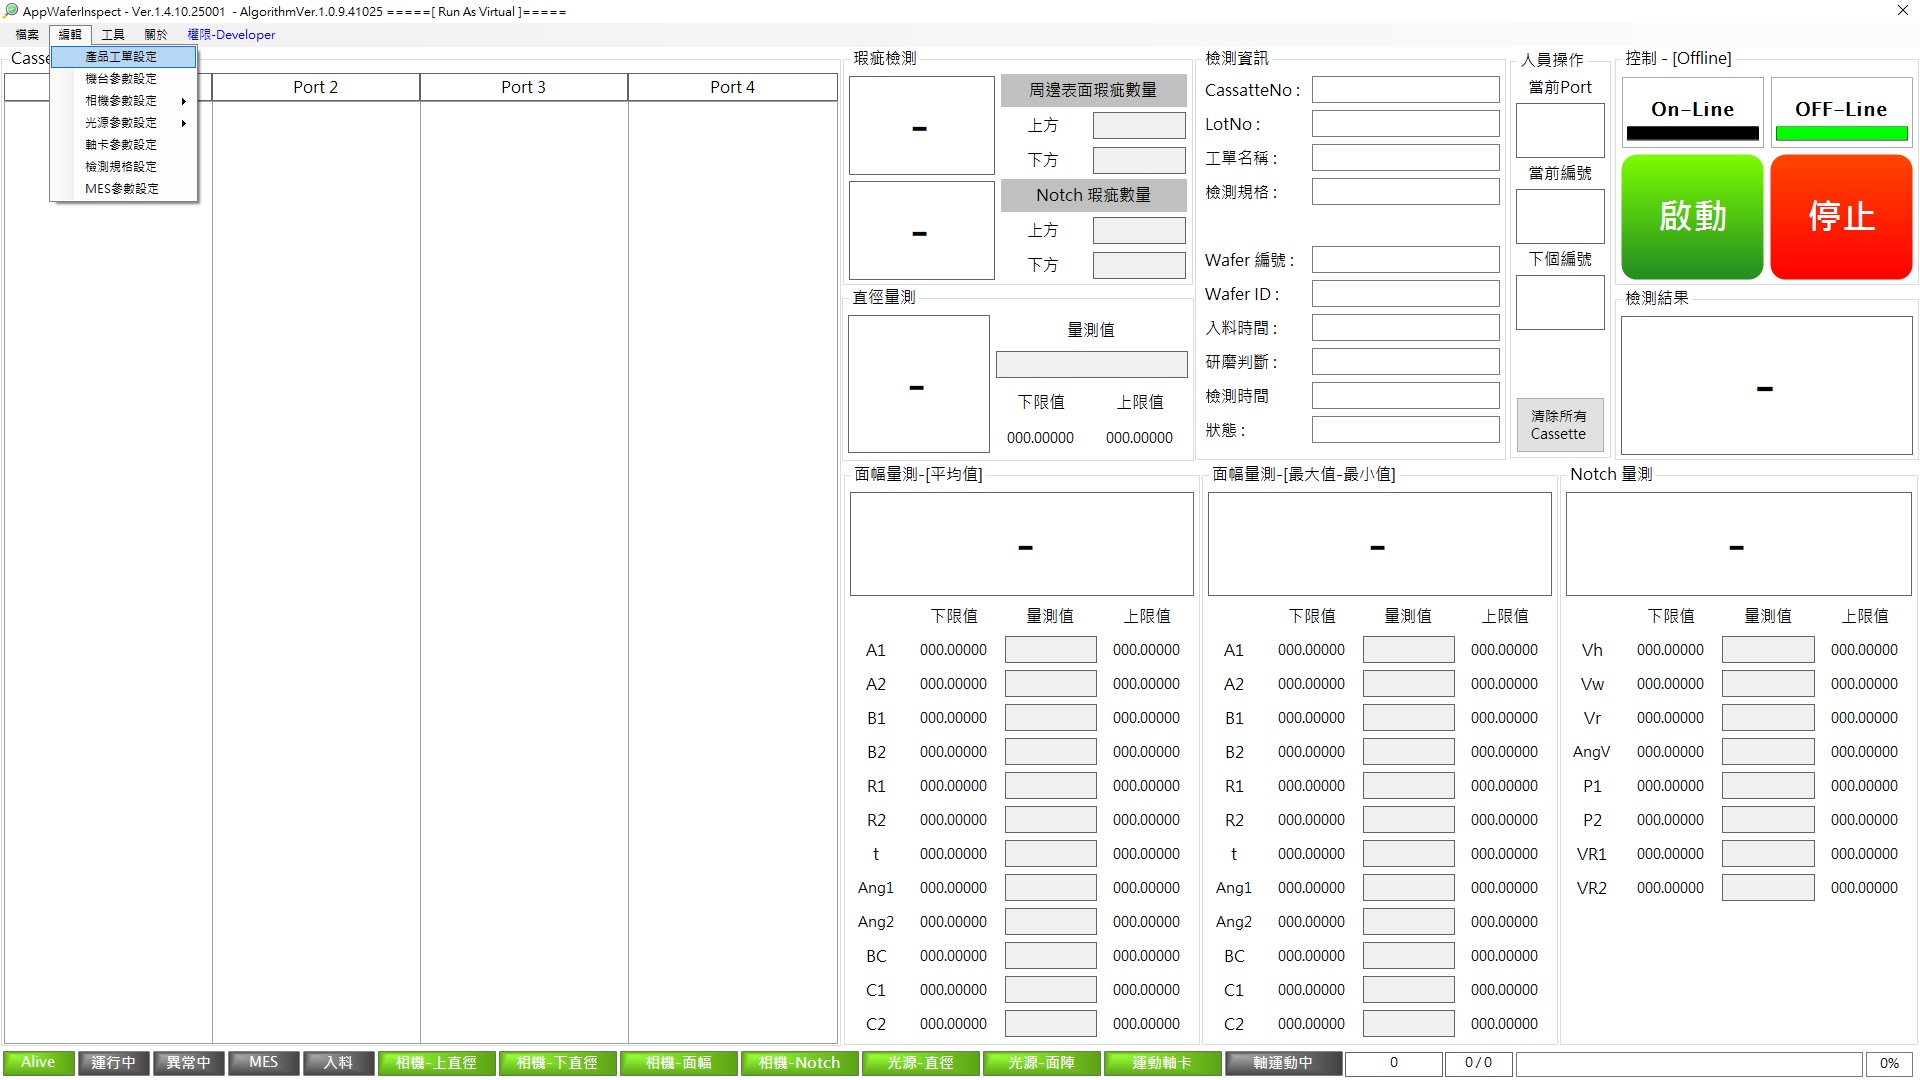 AppWaferInspect - Ver.1.4.10.25001  - AlgorithmVer.1.0.9.41025 =====[ Run As Virtual ]=====
檔案 編輯 工具 關於 權限-Developer
產品工單設定
機台參數設定
相機參數設定
光源參數設定
軸卡參數設定
檢測規格設定
MES參數設定
Port 2 Port 3 Port 4
瑕疵檢測
-
周邊表面瑕疵數量
上方
下方
-
Notch 瑕疵數量
上方
下方
直徑量測
-
量測值
下限值 上限值
000.00000 000.00000
檢測資訊
CassatteNo :
LotNo :
工單名稱 :
檢測規格 :
Wafer 編號 :
Wafer ID :
入料時間 :
研磨判斷 :
檢測時間
狀態 :
人員操作
當前Port
當前編號
下個編號
清除所有
Cassette
控制 - [Offline]
On-Line OFF-Line
啟動 停止
檢測結果
-
面幅量測-[平均值]
-
下限值 量測值 上限值
A1 000.00000 000.00000
A2 000.00000 000.00000
B1 000.00000 000.00000
B2 000.00000 000.00000
R1 000.00000 000.00000
R2 000.00000 000.00000
t 000.00000 000.00000
Ang1 000.00000 000.00000
Ang2 000.00000 000.00000
BC 000.00000 000.00000
C1 000.00000 000.00000
C2 000.00000 000.00000
面幅量測-[最大值-最小值]
-
下限值 量測值 上限值
A1 000.00000 000.00000
A2 000.00000 000.00000
B1 000.00000 000.00000
B2 000.00000 000.00000
R1 000.00000 000.00000
R2 000.00000 000.00000
t 000.00000 000.00000
Ang1 000.00000 000.00000
Ang2 000.00000 000.00000
BC 000.00000 000.00000
C1 000.00000 000.00000
C2 000.00000 000.00000
Notch 量測
-
下限值 量測值 上限值
Vh 000.00000 000.00000
Vw 000.00000 000.00000
Vr 000.00000 000.00000
AngV 000.00000 000.00000
P1 000.00000 000.00000
P2 000.00000 000.00000
VR1 000.00000 000.00000
VR2 000.00000 000.00000
Alive 運行中 異常中 MES 入料 相機-上直徑 相機-下直徑 相機-面幅 相機-Notch 光源-直徑 光源-面陣 運動軸卡 軸運動中 0 0 / 0 0%